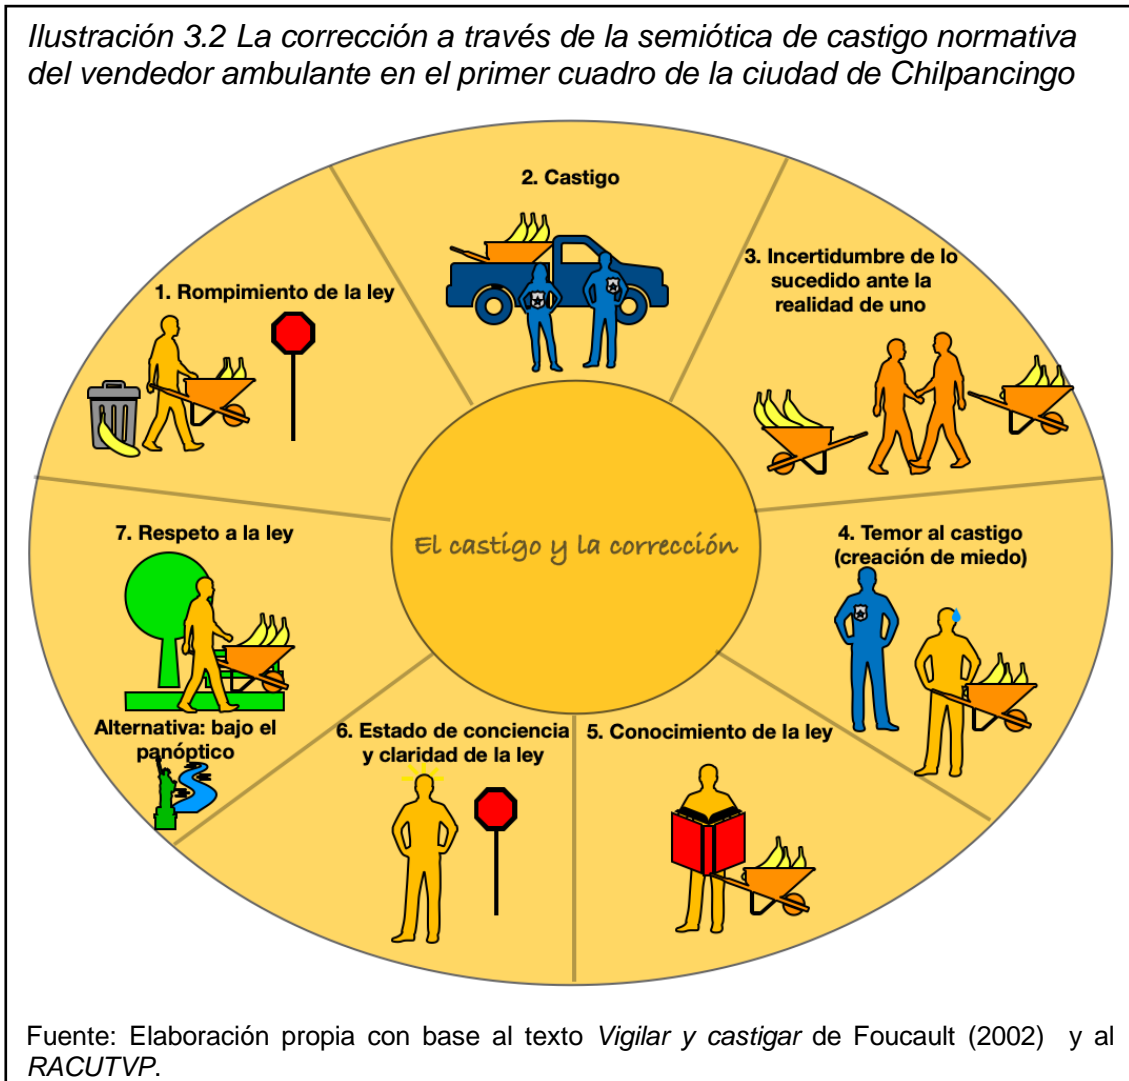 Ilustración 3.2 La corrección a través de la semiótica de castigo normativa
del vendedor ambulante en el primer cuadro de la ciudad de Chilpancingo
2. Castigo
3. Incertidumbre de lo
sucedido ante la
realidad de uno
1. Rompimiento de la ley
El castigo y la corrección
7. Respeto a la ley
4. Temor al castigo
(creación de miedo)
Alternativa: bajo el
panóptico
6. Estado de conciencia
y claridad de la ley
5. Conocimiento de la ley
Fuente: Elaboración propia con base al texto Vigilar y castigar de Foucault (2002) y al
RACUTVP.